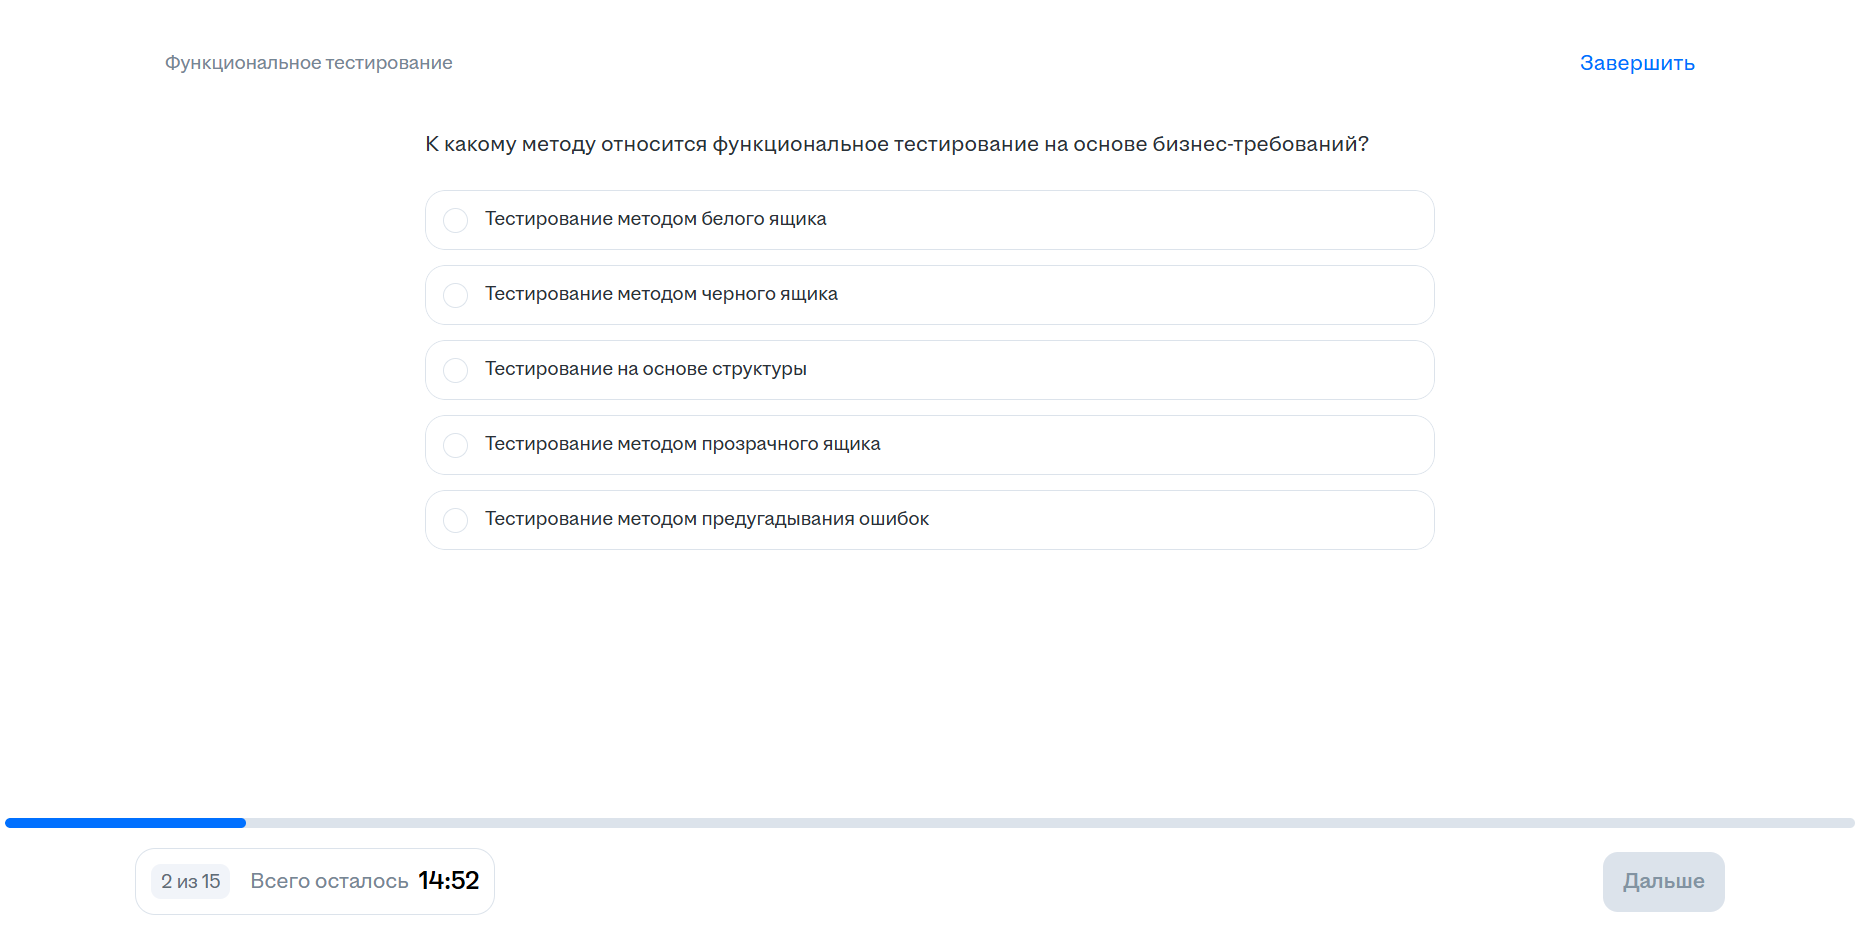 Функциональное тестирование
Завершить
К какому методу относится функциональное тестирование на основе бизнес-требований?
Тестирование методом белого ящика
Тестирование методом черного ящика
Тестирование на основе структуры
Тестирование методом прозрачного ящика
Тестирование методом предугадывания ошибок
2 из 15 Всего осталось 14:52
Дальше